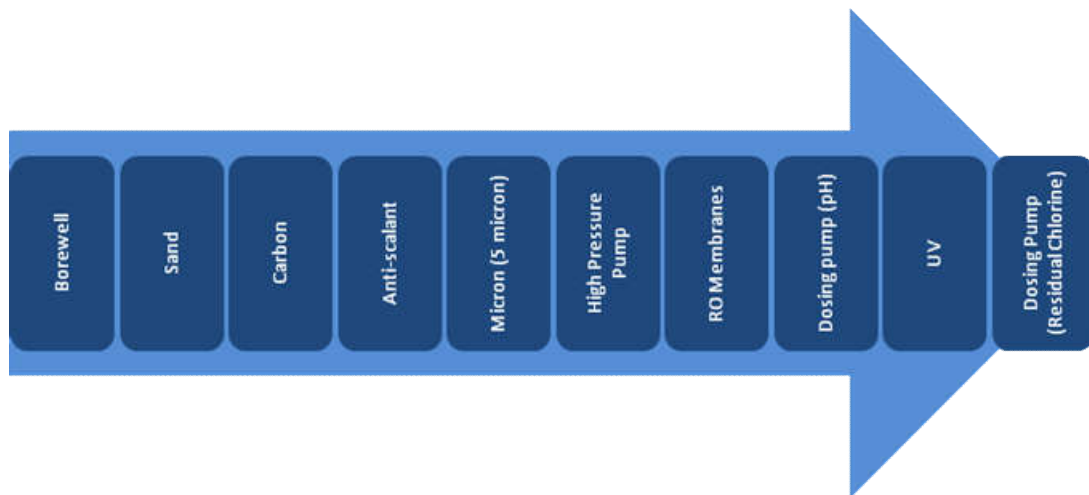 Borewell
Sand
Carbon
Anti-scalant
Micron (5 micron)
High Pressure
Pump
RO Membranes
Dosing pump (pH)
UV
Dosing Pump
(Residual Chlorine)